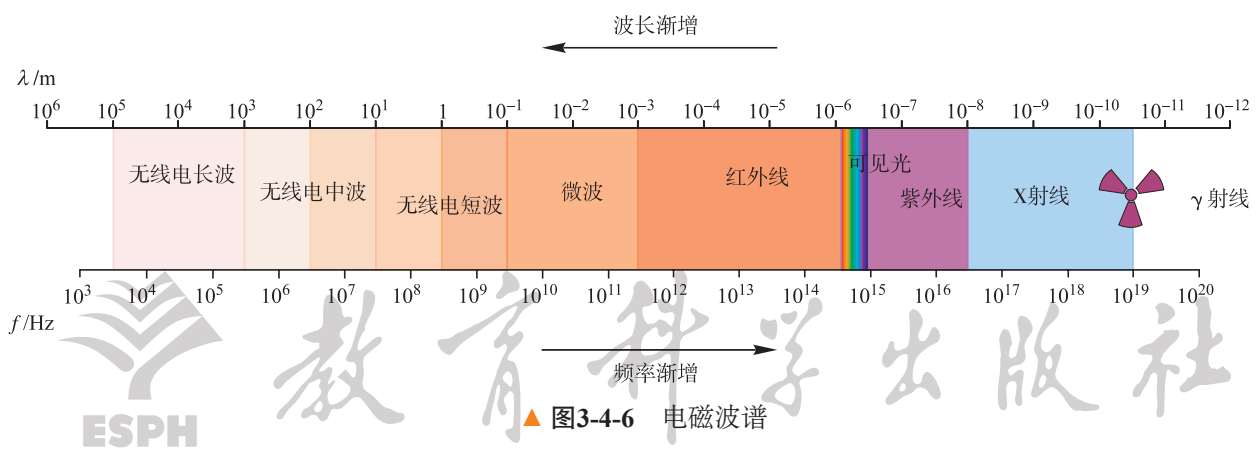 波长渐增
λ/m
10⁶ 10⁵ 10⁴ 10³ 10² 10¹ 1 10⁻¹ 10⁻² 10⁻³ 10⁻⁴ 10⁻⁵ 10⁻⁶ 10⁻⁷ 10⁻⁸ 10⁻⁹ 10⁻¹⁰ 10⁻¹¹ 10⁻¹²
无线电长波 无线电中波 无线电短波 微波 红外线 可见光 紫外线 X射线 γ射线
10³ 10⁴ 10⁵ 10⁶ 10⁷ 10⁸ 10⁹ 10¹⁰ 10¹¹ 10¹² 10¹³ 10¹⁴ 10¹⁵ 10¹⁶ 10¹⁷ 10¹⁸ 10¹⁹ 10²⁰
f/Hz
教育科学出版社
频率渐增
图3-4-6 电磁波谱
ESPH